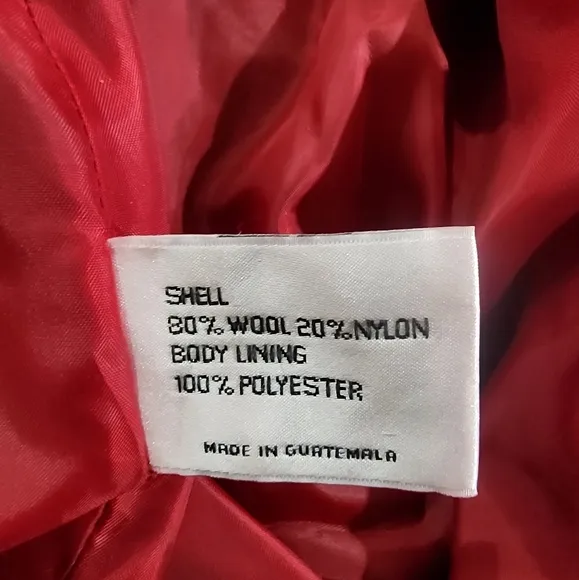 SHELL
80% WOOL 20% NYLON
BODY LINING
100% POLYESTER
MADE IN GUATEMALA